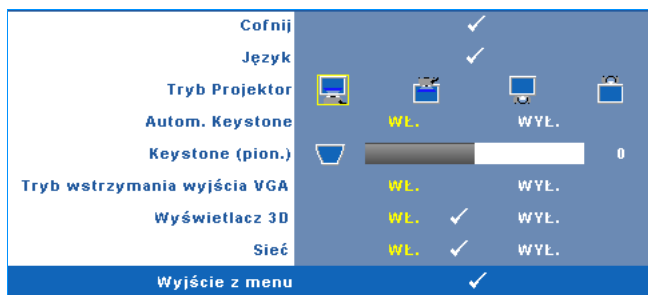 Cofnij
Język
Tryb Projektor
Autom. Keystone WŁ. WYŁ.
Keystone (pion.) 0
Tryb wstrzymania wyjścia VGA WŁ. WYŁ.
Wyświetlacz 3D WŁ. WYŁ.
Sieć WŁ. WYŁ.
Wyjście z menu